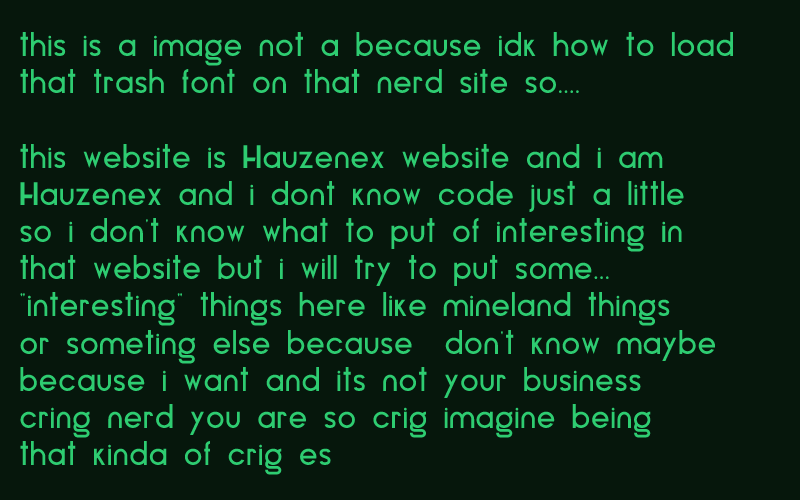 this is a image not a because idk how to load
that trash font on that nerd site so....
this website is Hauzenex website and i am
Hauzenex and i dont know code just a little
so i don't know what to put of interesting in
that website but i will try to put some...
"interesting" things here like mineland things
or someting else because don't know maybe
because i want and its not your business
cring nerd you are so crig imagine being
that kinda of crig es